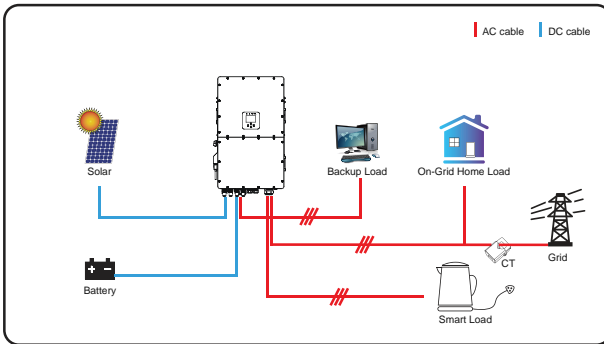 AC cable
DC cable
Solar
Backup Load
On-Grid Home Load
CT
Grid
Battery
Smart Load